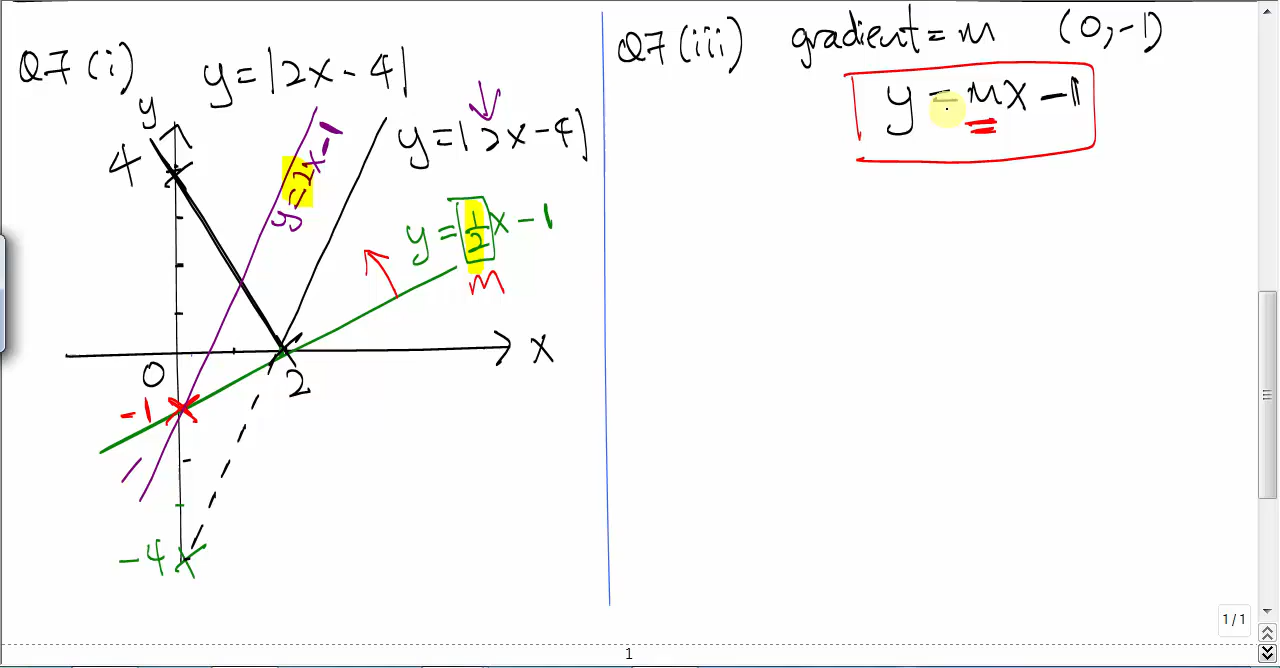 Q7 (i) y = |2x - 4|
y
4
y = 2x - 1
y = |2x - 4|
y = 1/2 x - 1
m
x
0
2
-1
-4
Q7 (iii) gradient = m (0, -1)
y = mx - 1
1 / 1
1